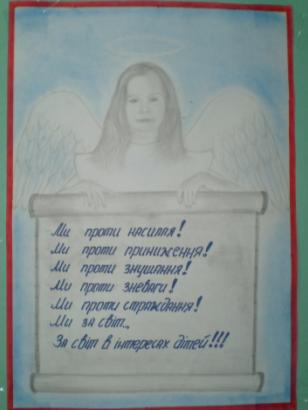 Ми проти насилля!
Ми проти приниження!
Ми проти знущання!
Ми проти зневаги!
Ми проти страждання!
Ми за світ.,
За світ в інтересах дітей!!!